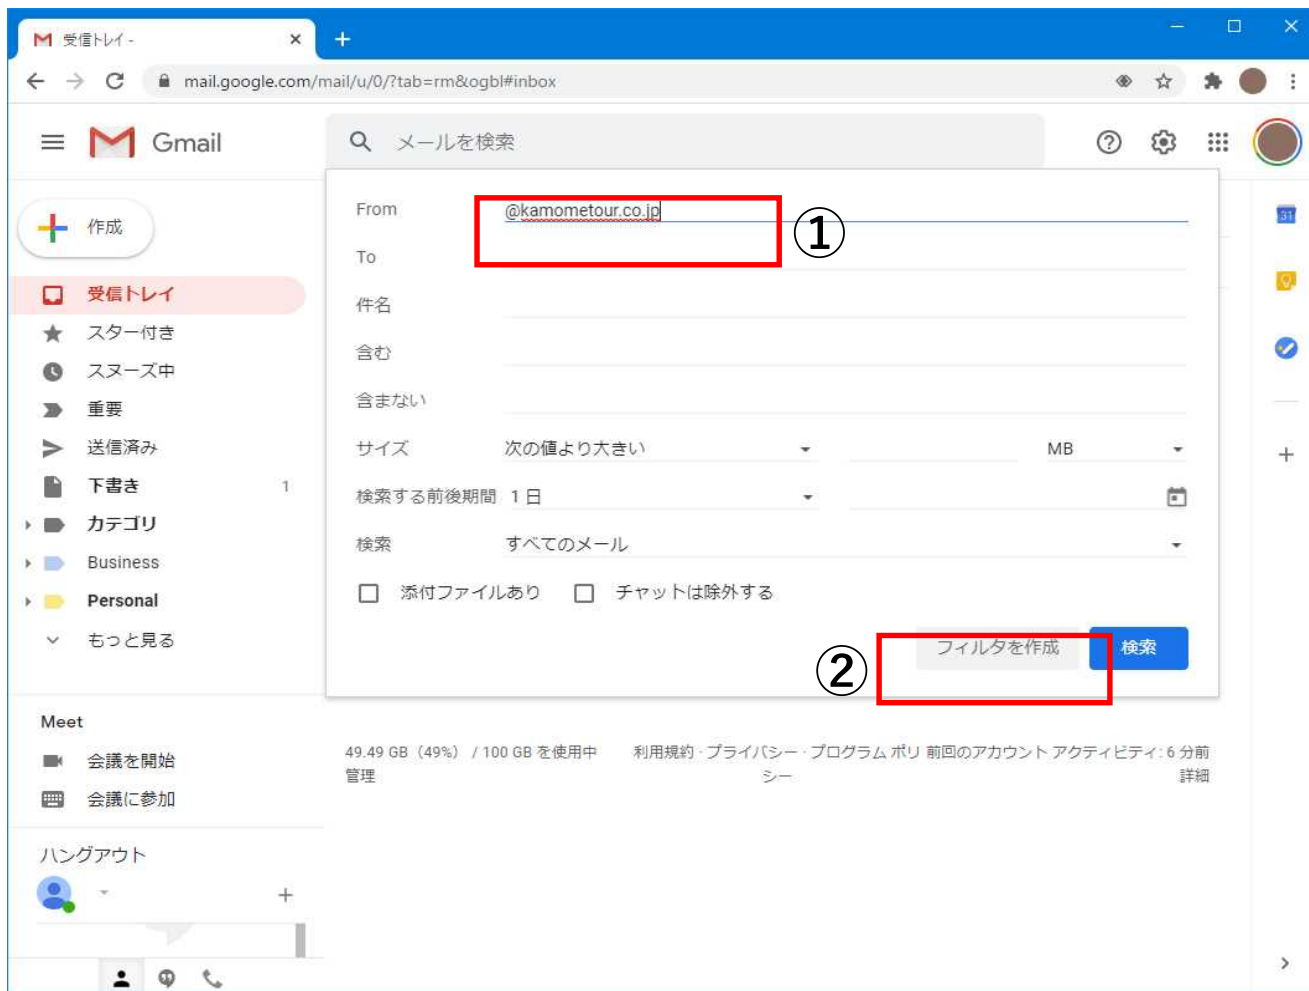 受信トレイ -
mail.google.com/mail/u/0/?tab=rm&ogbl#inbox
Gmail
メールを検索
作成
受信トレイ
スター付き
スヌーズ中
重要
送信済み
下書き 1
カテゴリ
Business
Personal
もっと見る
Meet
会議を開始
会議に参加
ハングアウト
From @kamometour.co.jp
①
To
件名
含む
含まない
サイズ 次の値より大きい MB
検索する前後期間 1 日
検索 すべてのメール
添付ファイルあり チャットは除外する
②
フィルタを作成 検索
49.49 GB（49%） / 100 GB を使用中
管理
利用規約 · プライバシー · プログラム ポリ
シー
前回のアカウント アクティビティ: 6 分前
詳細
31